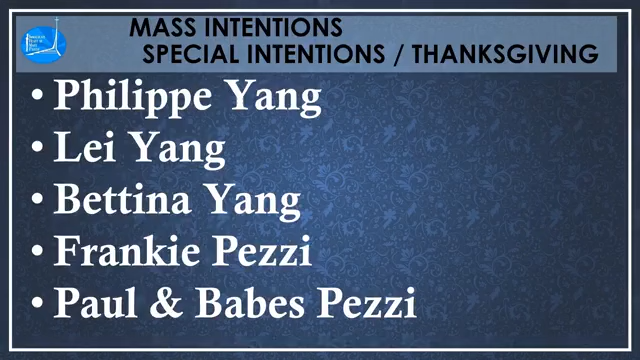 MASS INTENTIONS
SPECIAL INTENTIONS / THANKSGIVING
• Philippe Yang
• Lei Yang
• Bettina Yang
• Frankie Pezzi
• Paul & Babes Pezzi